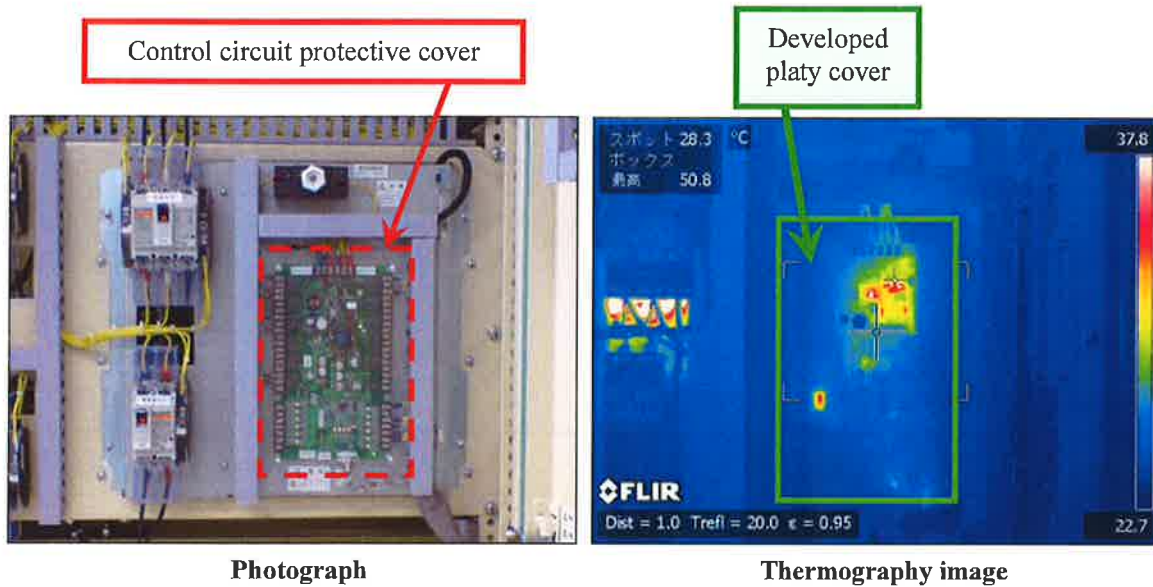 Control circuit protective cover
Developed
platy cover
スポット 28.3 °C
ボックス
最高 50.8
37.8
FLIR
Dist = 1.0 Trefl = 20.0 ε = 0.95
22.7
Photograph
Thermography image